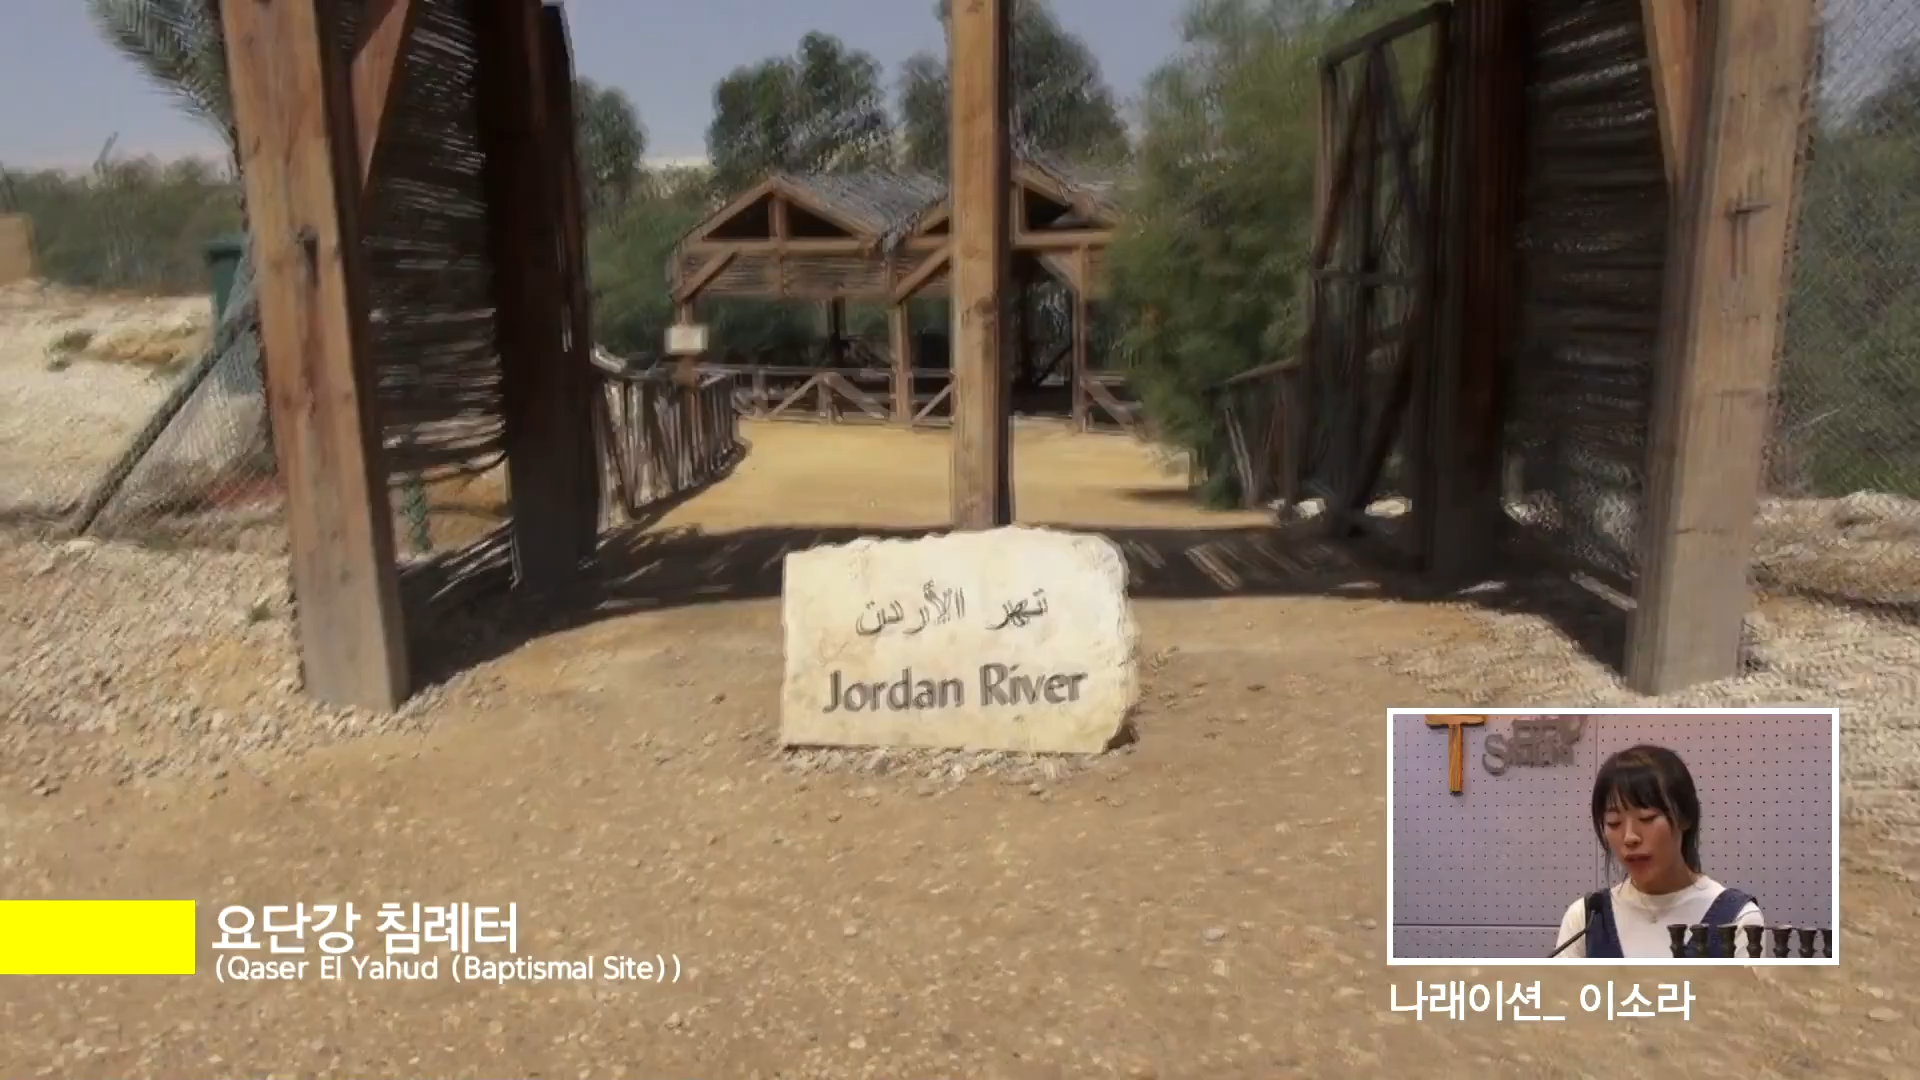 نهر الأردن
Jordan River
요단강 침례터
(Qaser El Yahud (Baptismal Site))
나래이션_ 이소라